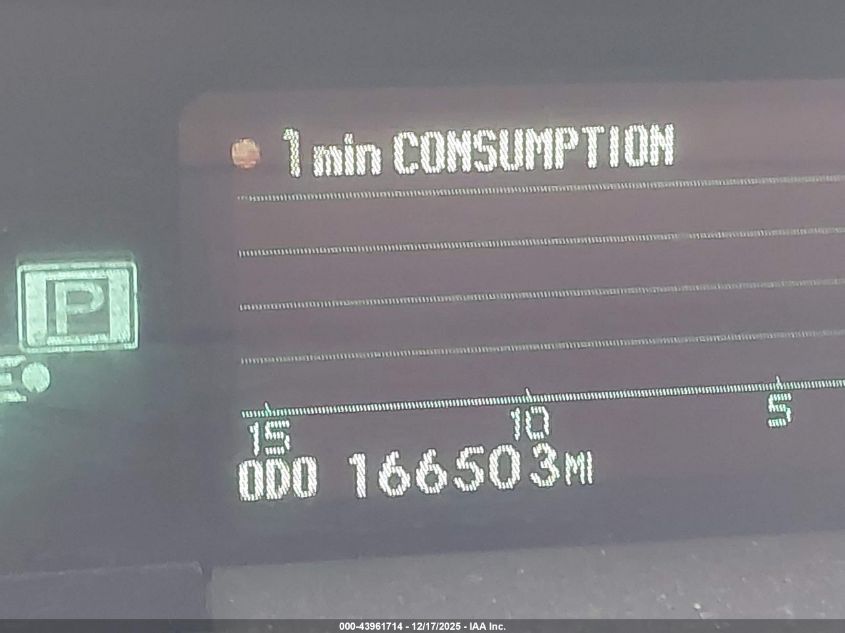 1 min CONSUMPTION
P
15 10 5
ODO 166503 MI
000-43961714 - 12/17/2025 - IAA Inc.